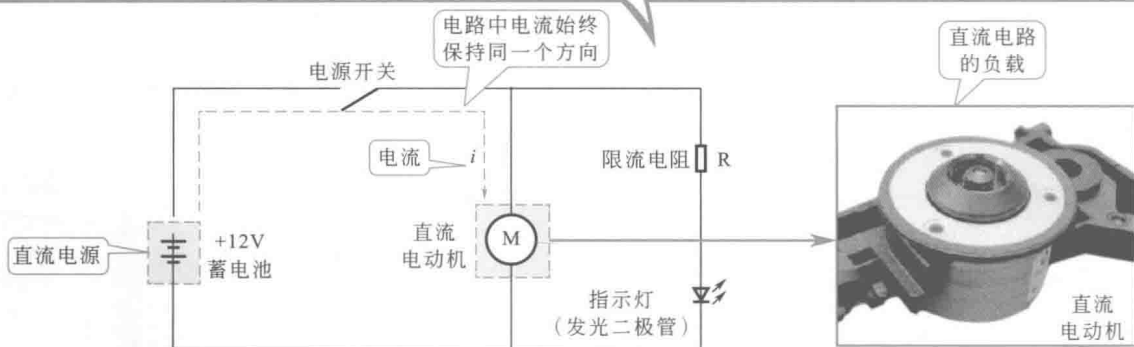 电路中电流始终
保持同一个方向
直流电路
的负载
电源开关
电流
i
限流电阻
R
直流电源
+12V
蓄电池
直流
电动机
M
指示灯
（发光二极管）
直流
电动机